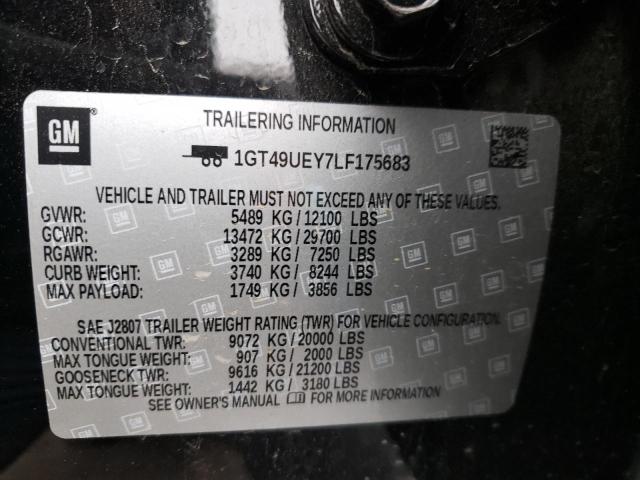 GM
TRAILERING INFORMATION
1GT49UEY7LF175683
VEHICLE AND TRAILER MUST NOT EXCEED ANY OF THESE VALUES.
GVWR: 5489 KG/12100 LBS
GCWR: 13472 KG/29700 LBS
RGAWR: 3289 KG/ 7250 LBS
CURB WEIGHT: 3740 KG/ 8244 LBS
MAX PAYLOAD: 1749 KG/ 3856 LBS
SAE J2807 TRAILER WEIGHT RATING (TWR) FOR VEHICLE CONFIGURATION.
CONVENTIONAL TWR: 9072 KG/20000 LBS
MAX TONGUE WEIGHT: 907 KG/ 2000 LBS
GOOSENECK TWR: 9616 KG/21200 LBS
MAX TONGUE WEIGHT: 1442 KG/ 3180 LBS
SEE OWNER'S MANUAL FOR MORE INFORMATION